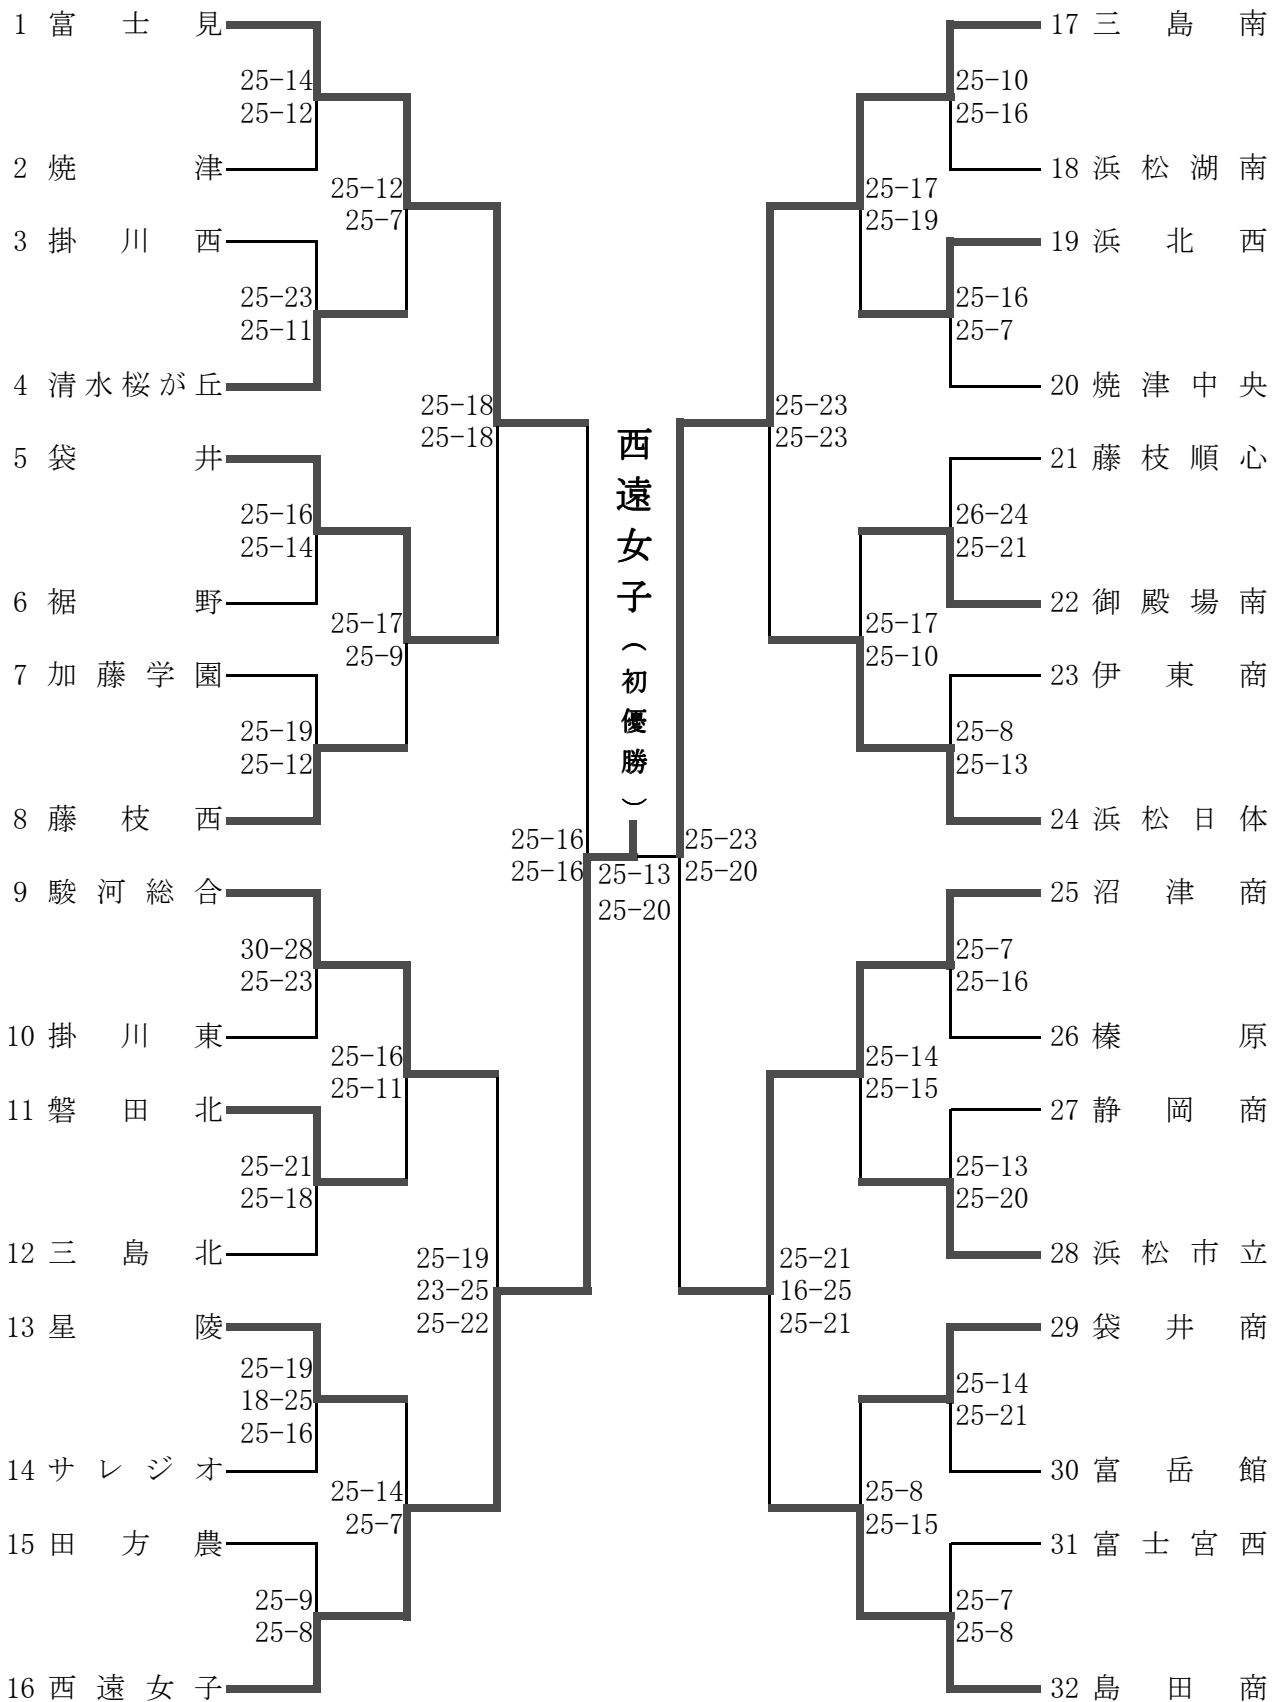 1 富士見
25-14
25-12
2 焼津
25-12
25-7
3 掛川西
25-23
25-11
4 清水桜が丘
25-18
25-18
5 袋井
25-16
25-14
6 裾野
25-17
25-9
7 加藤学園
25-19
25-12
8 藤枝西
25-16
25-16
9 駿河総合
30-28
25-23
10 掛川東
25-16
25-11
11 磐田北
25-21
25-18
12 三島北
25-19
23-25
25-22
13 星陵
25-19
18-25
25-16
14 サレジオ
25-14
25-7
15 田方農
25-9
25-8
16 西遠女子
西遠女子(初優勝)
25-13
25-20
17 三島南
25-10
25-16
18 浜松湖南
25-17
25-19
19 浜北西
25-16
25-7
20 焼津中央
25-23
25-23
21 藤枝順心
26-24
25-21
22 御殿場南
25-17
25-10
23 伊東商
25-8
25-13
24 浜松日体
25-23
25-20
25 沼津商
25-7
25-16
26 榛原
25-14
25-15
27 静岡商
25-13
25-20
28 浜松市立
25-21
16-25
25-21
29 袋井商
25-14
25-21
30 富岳館
25-8
25-15
31 富士宮西
25-7
25-8
32 島田商